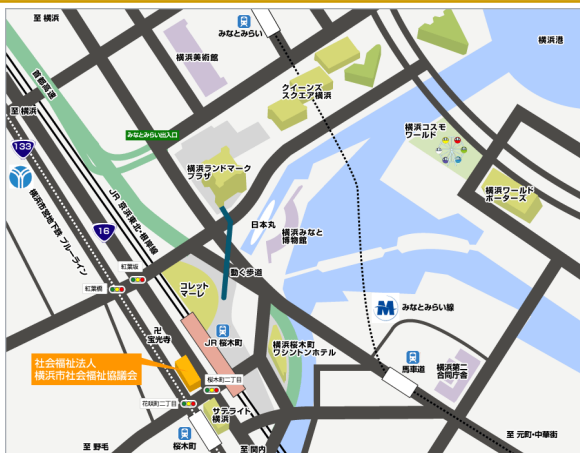 至 横浜
みなとみらい
横浜港
横浜美術館
首都高速
クイーンズ
スクエア横浜
至 横浜
みなとみらい出入口
横浜コスモ
ワールド
133
横浜ランドマーク
プラザ
横浜ワールド
ポーターズ
JR 京浜東北・根岸線
横浜市営地下鉄 ブルーライン
16
日本丸
横浜みなと
博物館
紅葉坂
動く歩道
紅葉橋
コレット
マーレ
M みなとみらい線
卍
宝光寺
JR 桜木町
横浜桜木町
ワシントンホテル
社会福祉法人
横浜市社会福祉協議会
馬車道
横浜第二
合同庁舎
桜木町二丁目
花咲町二丁目
サテライト
横浜
桜木町
至 野毛
至 関内
至 元町・中華街